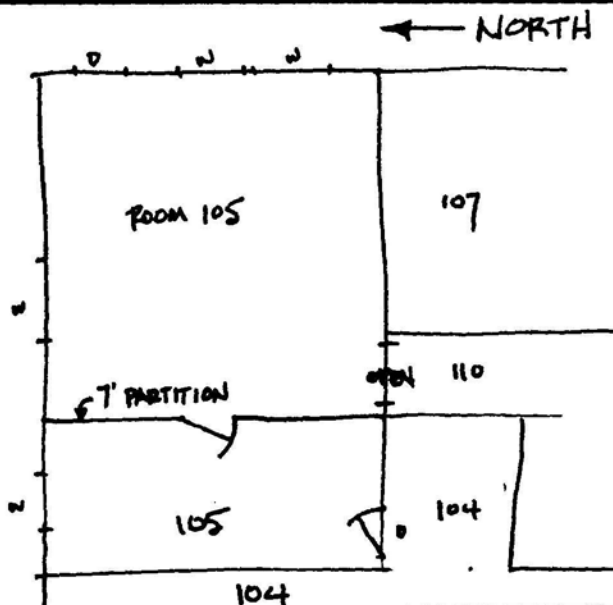 NORTH
D W W
ROOM 105
107
W
OPEN 110
7' PARTITION
W
105
D
104
104